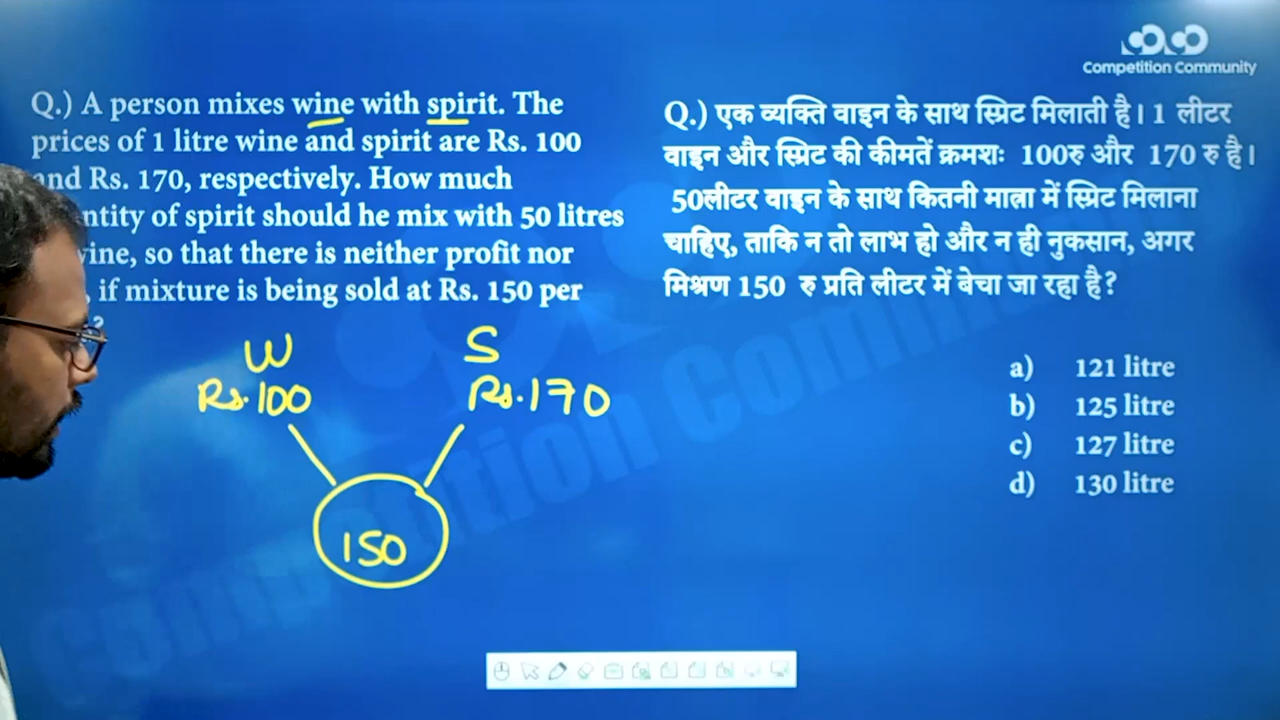 Competition Community
Q.) A person mixes wine with spirit. The
prices of 1 litre wine and spirit are Rs. 100
and Rs. 170, respectively. How much
ntity of spirit should he mix with 50 litres
ine, so that there is neither profit nor
, if mixture is being sold at Rs. 150 per
?
Q.) एक व्यक्ति वाइन के साथ स्प्रिट मिलाती है। 1 लीटर
वाइन और स्प्रिट की कीमतें क्रमशः 100रु और 170 रु है।
50लीटर वाइन के साथ कितनी मात्रा में स्प्रिट मिलाना
चाहिए, ताकि न तो लाभ हो और न ही नुकसान, अगर
मिश्रण 150 रु प्रति लीटर में बेचा जा रहा है?
W S
Rs.100 Rs.170
150
a) 121 litre
b) 125 litre
c) 127 litre
d) 130 litre
Competition Community